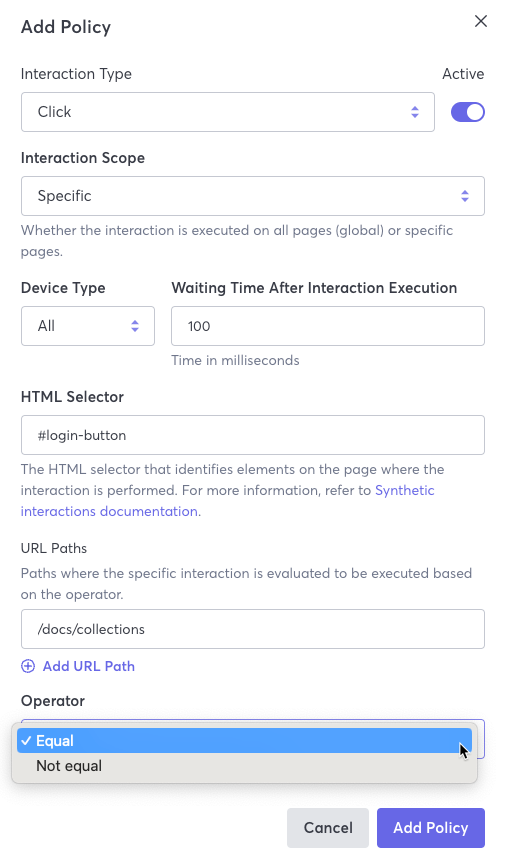 Add Policy
Interaction Type
Active
Click
Interaction Scope
Specific
Whether the interaction is executed on all pages (global) or specific
pages.
Device Type
Waiting Time After Interaction Execution
All
100
Time in milliseconds
HTML Selector
#login-button
The HTML selector that identifies elements on the page where the
interaction is performed. For more information, refer to Synthetic
interactions documentation.
URL Paths
Paths where the specific interaction is evaluated to be executed based
on the operator.
/docs/collections
Add URL Path
Operator
✓ Equal
Not equal
Cancel
Add Policy